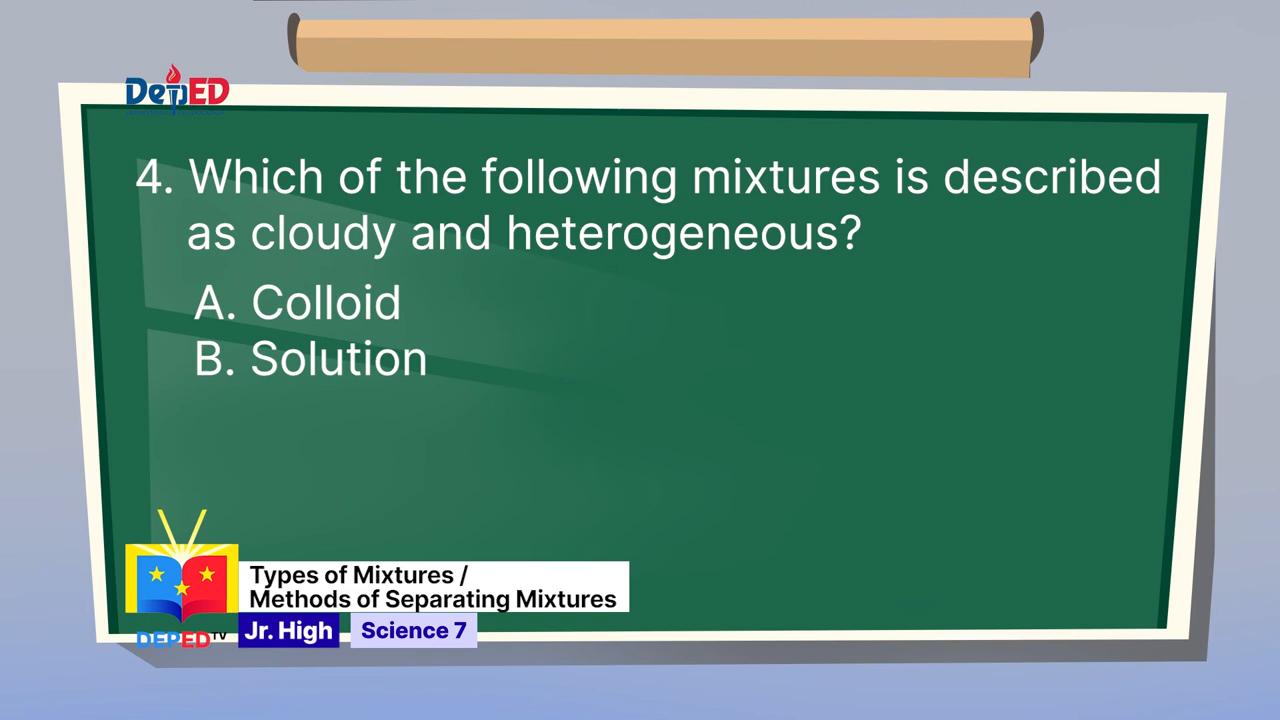 DepED
4. Which of the following mixtures is described
as cloudy and heterogeneous?
A. Colloid
B. Solution
Types of Mixtures /
Methods of Separating Mixtures
DEPED TV
Jr. High
Science 7